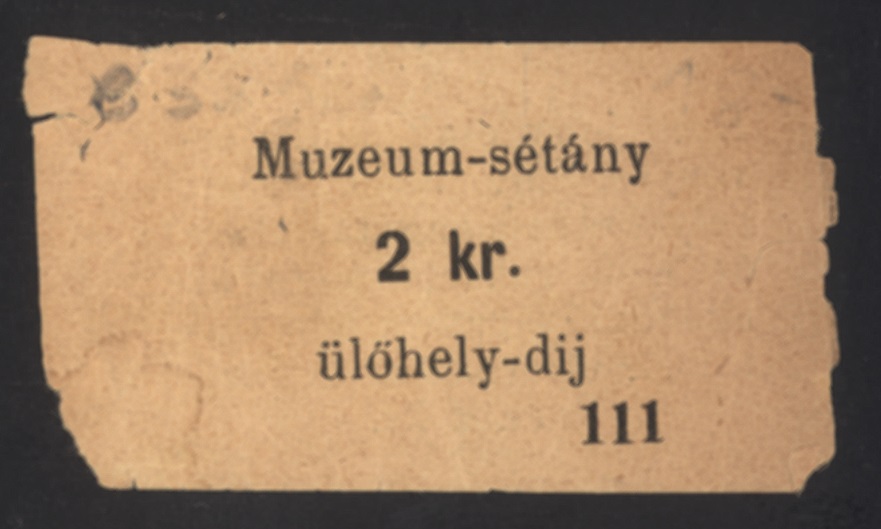 Muzeum-sétány
2 kr.
ülőhely-dij
111